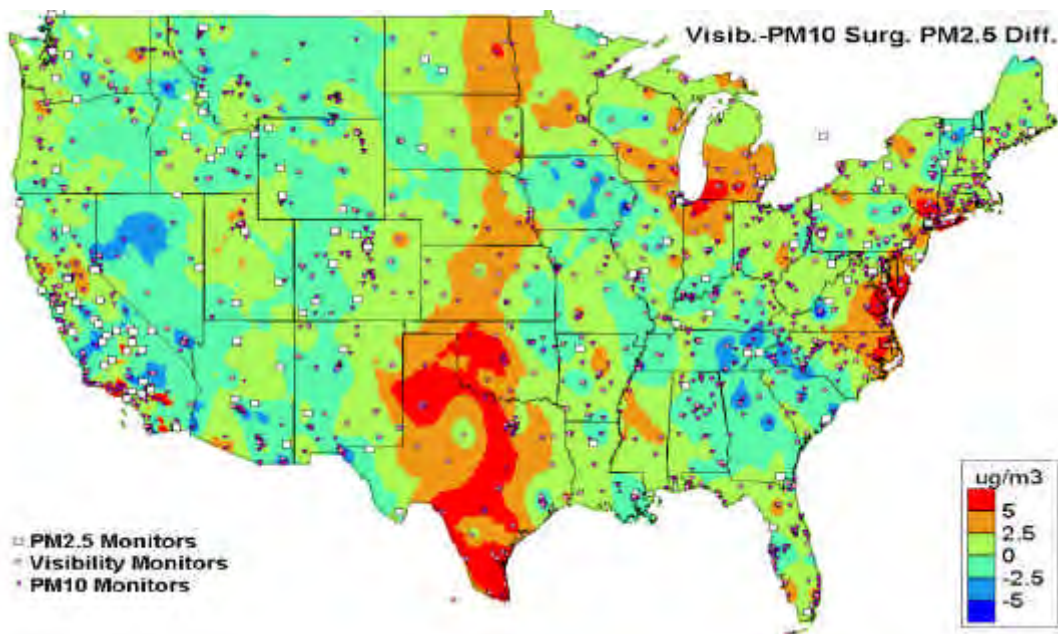 Visib.-PM10 Surg. PM2.5 Diff.
ug/m3
5
2.5
0
-2.5
-5
PM2.5 Monitors
Visibility Monitors
PM10 Monitors